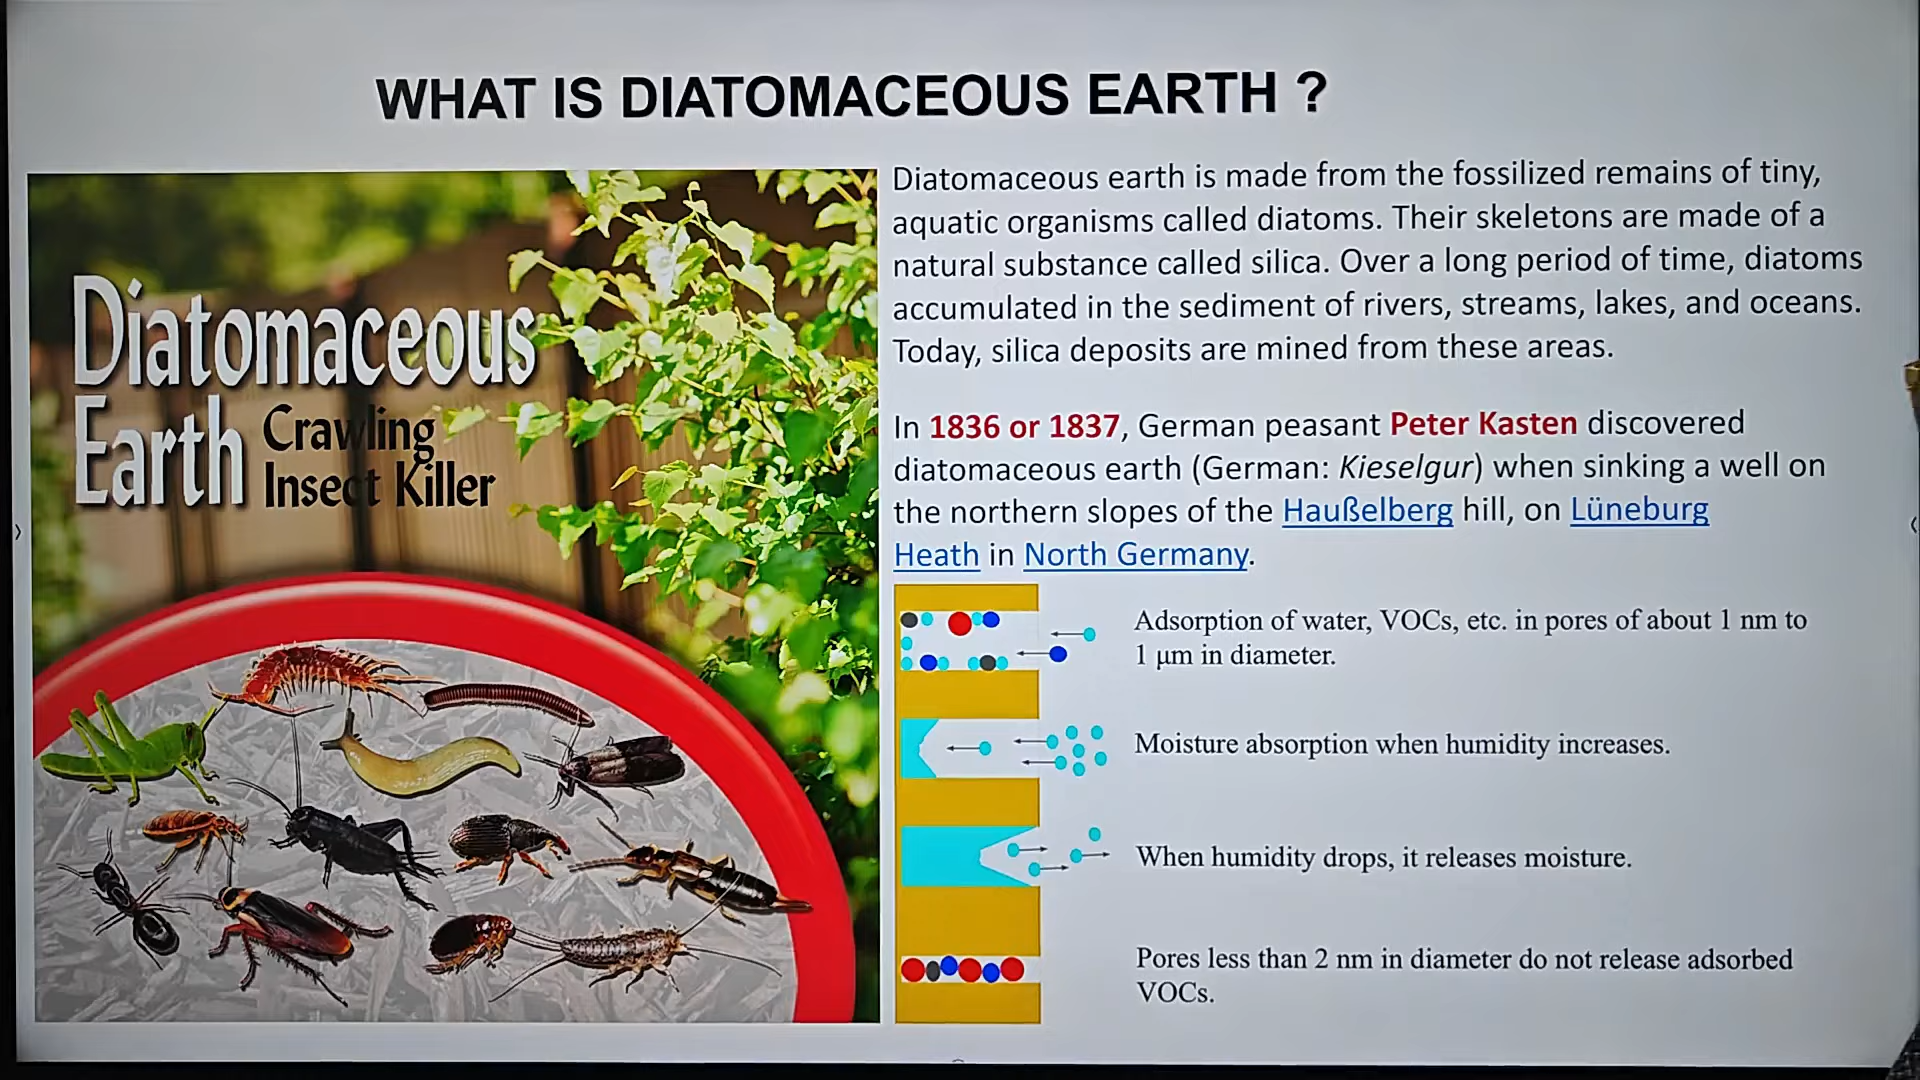 WHAT IS DIATOMACEOUS EARTH ?
Diatomaceous
Earth Crawling
Insect Killer
Diatomaceous earth is made from the fossilized remains of tiny,
aquatic organisms called diatoms. Their skeletons are made of a
natural substance called silica. Over a long period of time, diatoms
accumulated in the sediment of rivers, streams, lakes, and oceans.
Today, silica deposits are mined from these areas.
In 1836 or 1837, German peasant Peter Kasten discovered
diatomaceous earth (German: Kieselgur) when sinking a well on
the northern slopes of the Haußelberg hill, on Lüneburg
Heath in North Germany.
Adsorption of water, VOCs, etc. in pores of about 1 nm to
1 μm in diameter.
Moisture absorption when humidity increases.
When humidity drops, it releases moisture.
Pores less than 2 nm in diameter do not release adsorbed
VOCs.